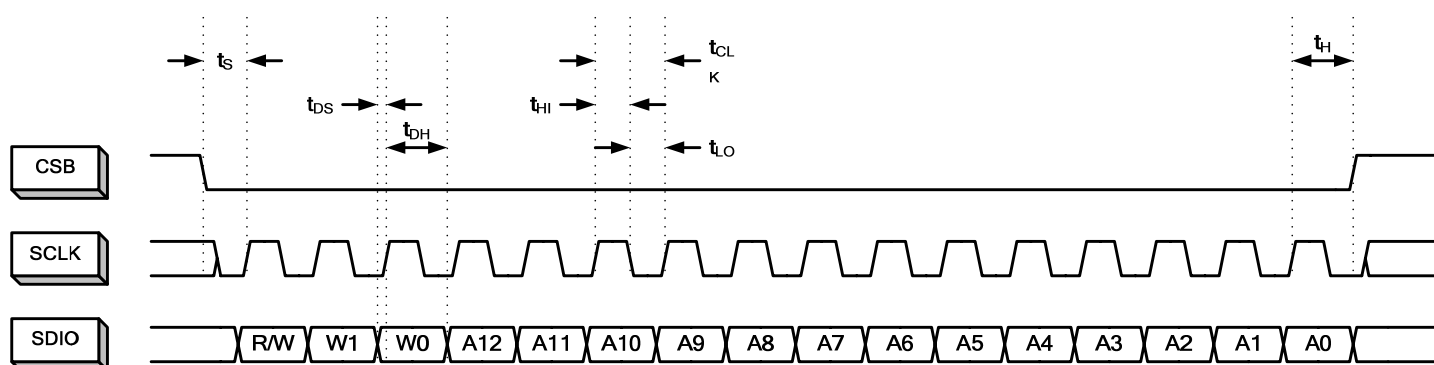 tS
tCL
K
tH
tDS
tHI
tDH
tLO
CSB
SCLK
SDIO
R/W W1 W0 A12 A11 A10 A9 A8 A7 A6 A5 A4 A3 A2 A1 A0